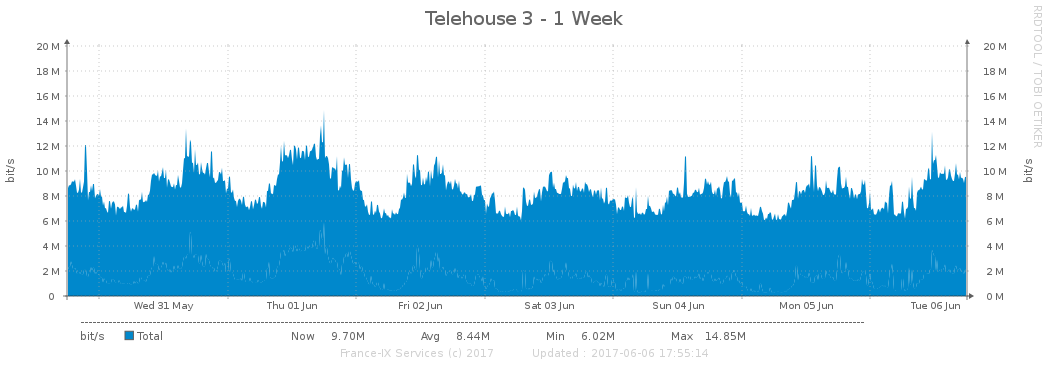 Telehouse 3 - 1 Week
RRDTOOL / TOBI OETIKER
20 M 20 M
18 M 18 M
16 M 16 M
14 M 14 M
12 M 12 M
10 M 10 M
8 M 8 M
6 M 6 M
4 M 4 M
2 M 2 M
0 0 M
bit/s bit/s
Wed 31 May Thu 01 Jun Fri 02 Jun Sat 03 Jun Sun 04 Jun Mon 05 Jun Tue 06 Jun
bit/s Total Now 9.70M Avg 8.44M Min 6.02M Max 14.85M
France-IX Services (c) 2017 Updated : 2017-06-06 17:55:14